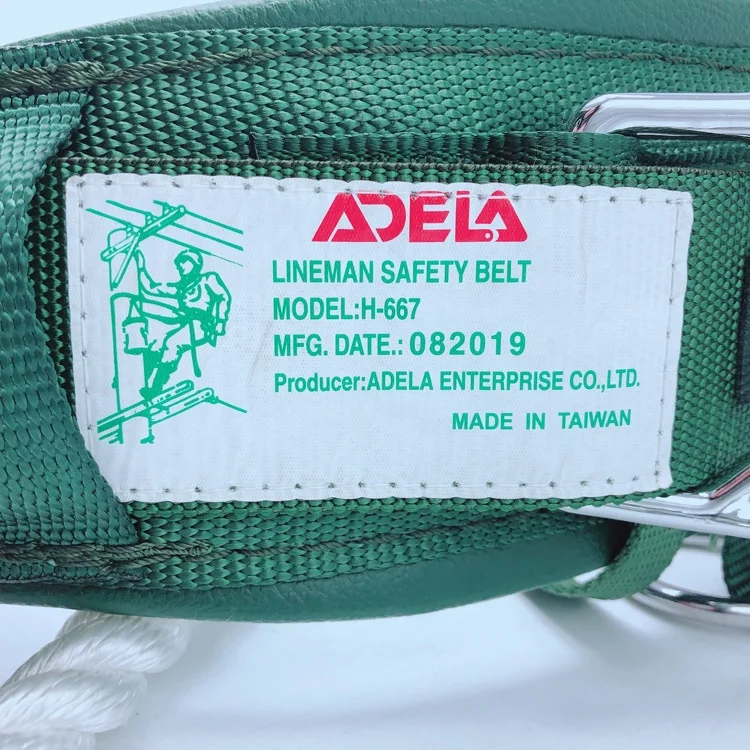 ADELA
LINEMAN SAFETY BELT
MODEL:H-667
MFG. DATE.: 082019
Producer:ADELA ENTERPRISE CO.,LTD.
MADE IN TAIWAN